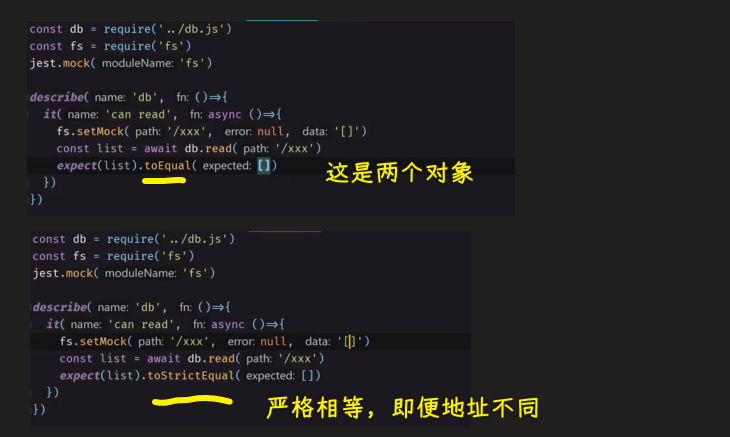 const db = require('../db.js')
const fs = require('fs')
jest.mock( moduleName: 'fs')
describe( name: 'db', fn: ()⇒{
it( name: 'can read', fn: async ()⇒{
fs.setMock( path: '/xxx', error: null, data: '[]')
const list = await db.read( path: '/xxx')
expect(list).toEqual( expected: [])
这是两个对象
})
})
const db = require('../db.js')
const fs = require('fs')
jest.mock( moduleName: 'fs')
describe( name: 'db', fn: ()⇒{
it( name: 'can read', fn: async ()⇒{
fs.setMock( path: '/xxx', error: null, data: '[]')
const list = await db.read( path: '/xxx')
expect(list).toStrictEqual( expected: [])
})
严格相等，即便地址不同
})